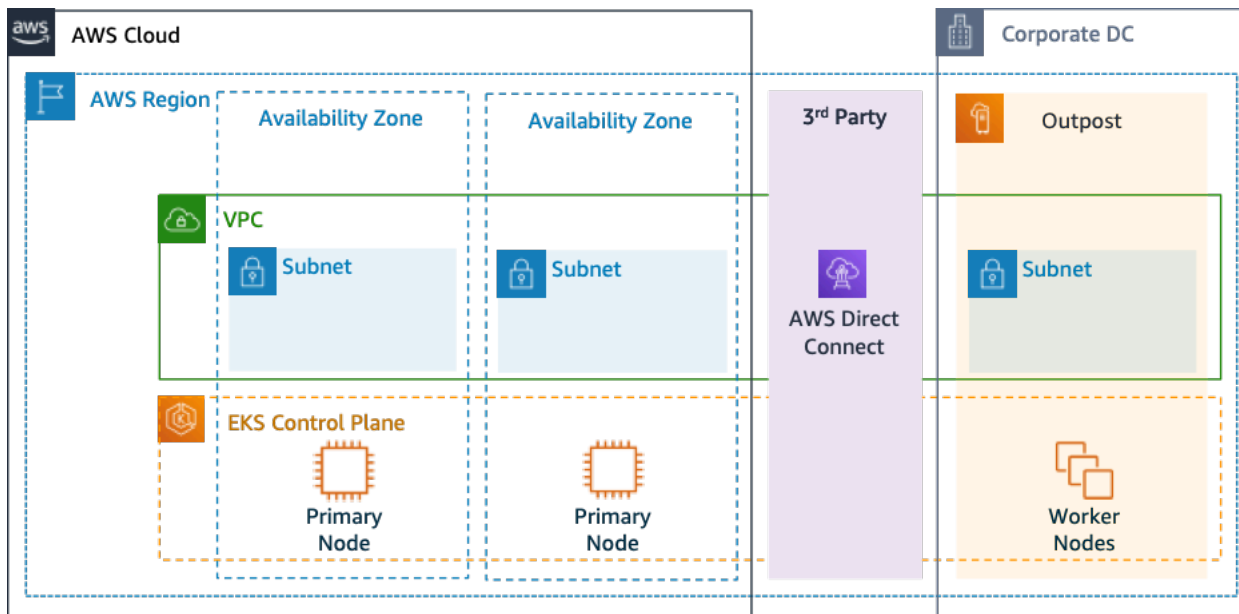 aws
AWS Cloud
Corporate DC
AWS Region
Availability Zone
Availability Zone
3rd Party
Outpost
VPC
Subnet
Subnet
Subnet
AWS Direct
Connect
EKS Control Plane
Primary
Node
Primary
Node
Worker
Nodes